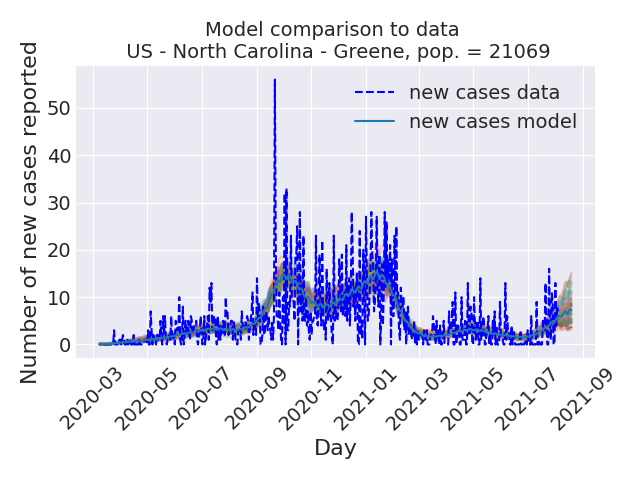 Model comparison to data
US - North Carolina - Greene, pop. = 21069
new cases data
new cases model
Number of new cases reported
50
40
30
20
10
0
2020-03
2020-05
2020-07
2020-09
2020-11
2021-01
2021-03
2021-05
2021-07
2021-09
Day